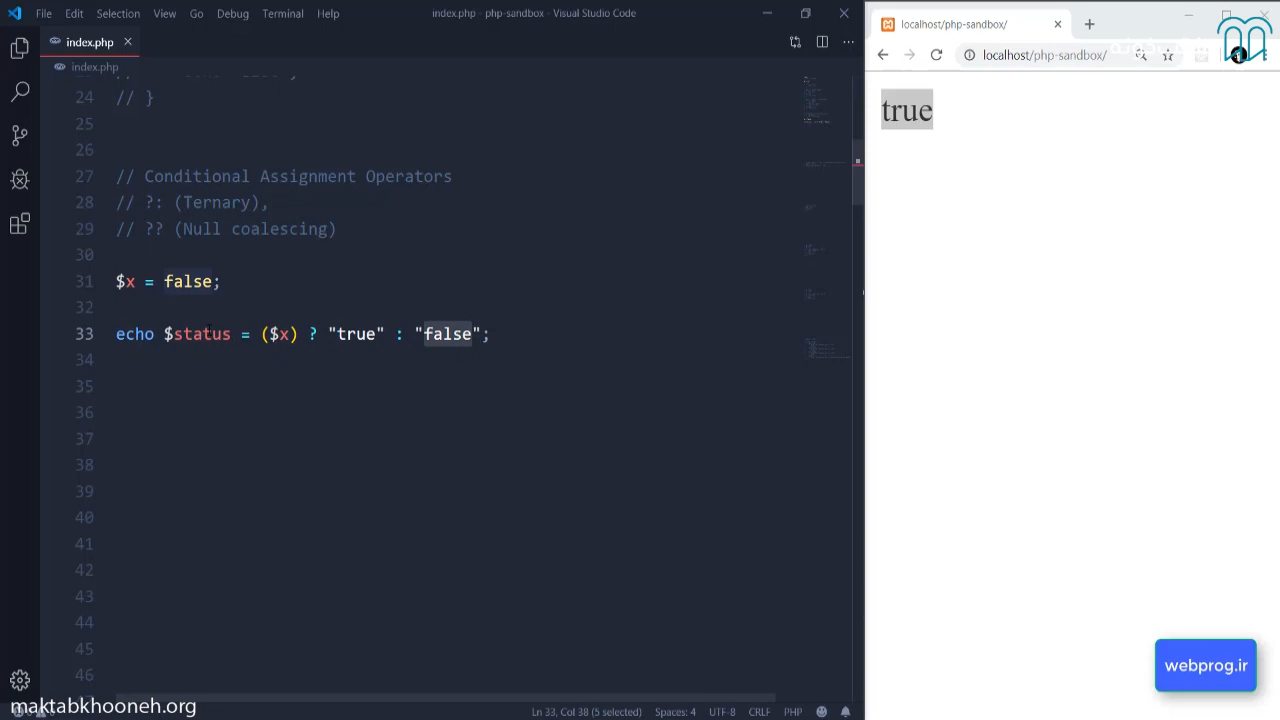 File Edit Selection View Go Debug Terminal Help
index.php - php-sandbox - Visual Studio Code
index.php
index.php
24 // }
25
26
27 // Conditional Assignment Operators
28 // ?: (Ternary),
29 // ?? (Null coalescing)
30
31 $x = false;
32
33 echo $status = ($x) ? "true" : "false";
34
35
36
37
38
39
40
41
42
43
44
45
46
Ln 33, Col 38 (5 selected) Spaces: 4 UTF-8 CRLF PHP
maktabkhooneh.org
localhost/php-sandbox/
localhost/php-sandbox/
true
webprog.ir